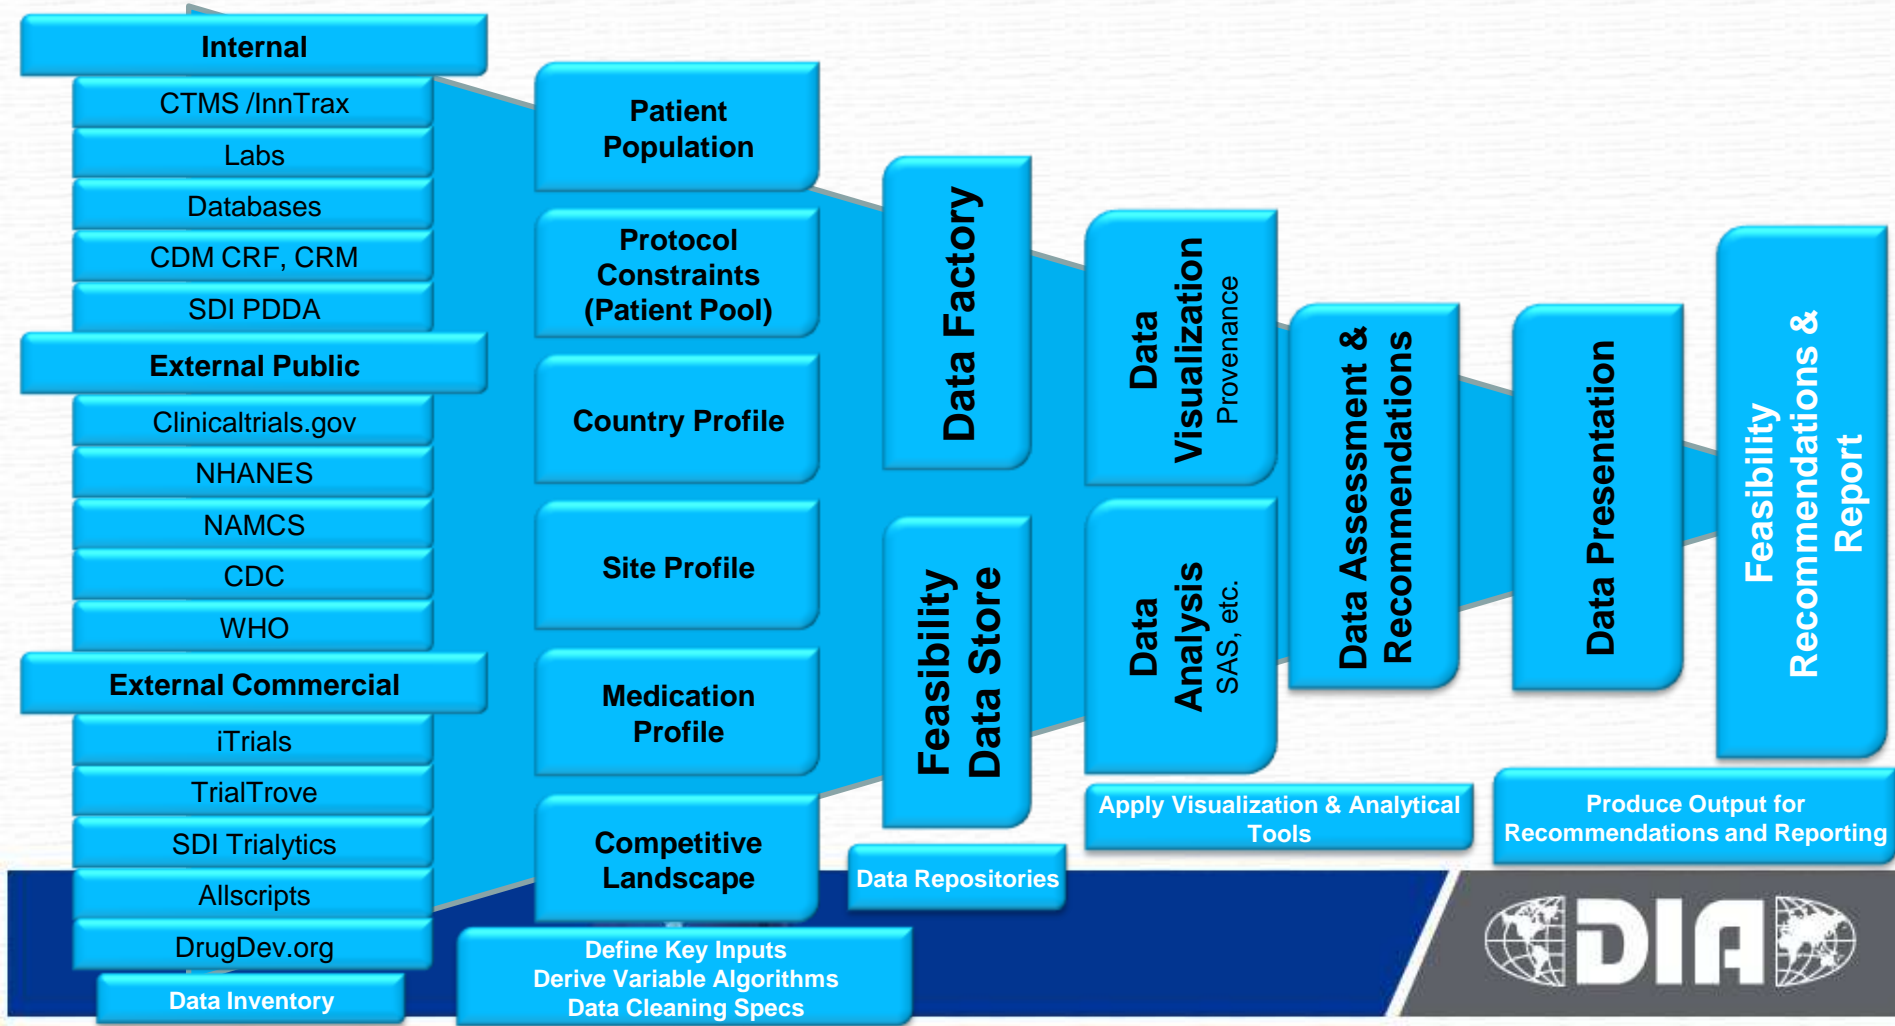 Internal
CTMS /InnTrax
Labs
Databases
CDM CRF, CRM
SDI PDDA
External Public
Clinicaltrials.gov
NHANES
NAMCS
CDC
WHO
External Commercial
iTrials
TrialTrove
SDI Trialytics
Allscripts
DrugDev.org
Data Inventory
Patient
Population
Protocol
Constraints
(Patient Pool)
Country Profile
Site Profile
Medication
Profile
Competitive
Landscape
Define Key Inputs
Derive Variable Algorithms
Data Cleaning Specs
Data Factory
Feasibility
Data Store
Data Repositories
Data
Visualization
Provenance
Data
Analysis
SAS, etc.
Apply Visualization & Analytical
Tools
Data Assessment &
Recommendations
Data Presentation
Feasibility
Recommendations &
Report
Produce Output for
Recommendations and Reporting
DIA